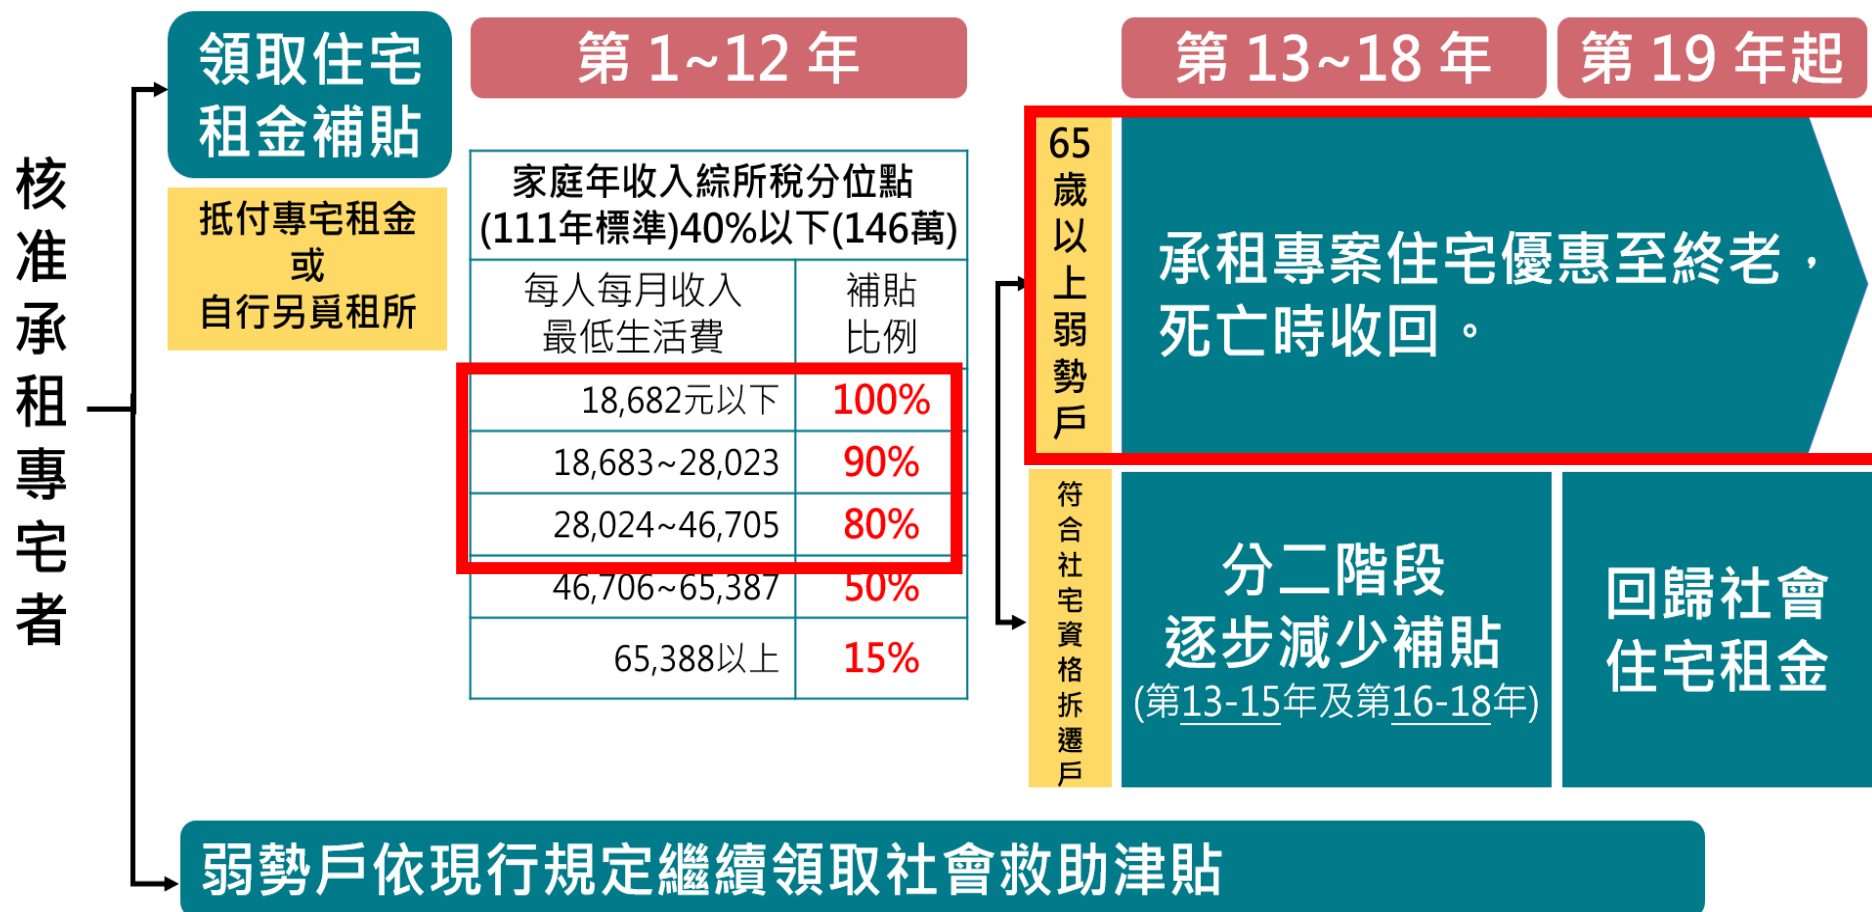 核准承租專宅者
領取住宅
租金補貼
抵付專宅租金
或
自行另覓租所
第 1~12 年
家庭年收入綜所稅分位點
(111年標準)40%以下(146萬)
每人每月收入
最低生活費
補貼
比例
18,682元以下 100%
18,683~28,023 90%
28,024~46,705 80%
46,706~65,387 50%
65,388以上 15%
第 13~18 年
第 19 年起
65歲以上弱勢戶
承租專案住宅優惠至終老，
死亡時收回。
符合社宅資格拆遷戶
分二階段
逐步減少補貼
(第13-15年及第16-18年)
回歸社會
住宅租金
弱勢戶依現行規定繼續領取社會救助津貼